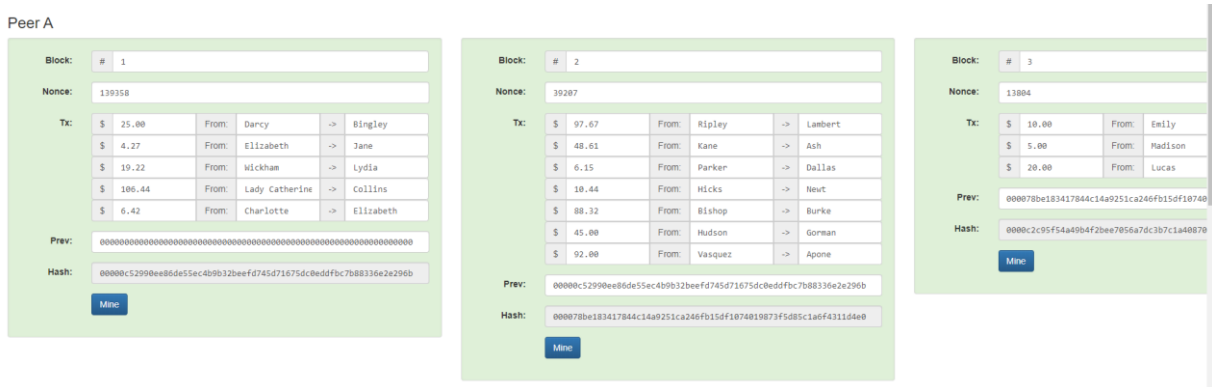 Peer A
Block: # 1
Nonce: 139358
Tx: $ 25.00 From: Darcy -> Bingley
$ 4.27 From: Elizabeth -> Jane
$ 19.22 From: Wickham -> Lydia
$ 106.44 From: Lady Catherine -> Collins
$ 6.42 From: Charlotte -> Elizabeth
Prev: 0000000000000000000000000000000000000000000000000000000000000000
Hash: 00000c52990ee86de55ec4b9b32beefd745d71675dc0eddfbc7b88336e2e296b
Mine
Block: # 2
Nonce: 39207
Tx: $ 97.67 From: Ripley -> Lambert
$ 48.61 From: Kane -> Ash
$ 6.15 From: Parker -> Dallas
$ 10.44 From: Hicks -> Newt
$ 88.32 From: Bishop -> Burke
$ 45.00 From: Hudson -> Gorman
$ 92.00 From: Vasquez -> Apone
Prev: 00000c52990ee86de55ec4b9b32beefd745d71675dc0eddfbc7b88336e2e296b
Hash: 000078be183417844c14a9251ca246fb15df1074019873f5d85c1a6f4311d4e0
Mine
Block: # 3
Nonce: 13804
Tx: $ 10.00 From: Emily
$ 5.00 From: Madison
$ 20.00 From: Lucas
Prev: 000078be183417844c14a9251ca246fb15df10740
Hash: 0000c2c95f54a49b4f2bee7056a7dc3b7c1a40870
Mine